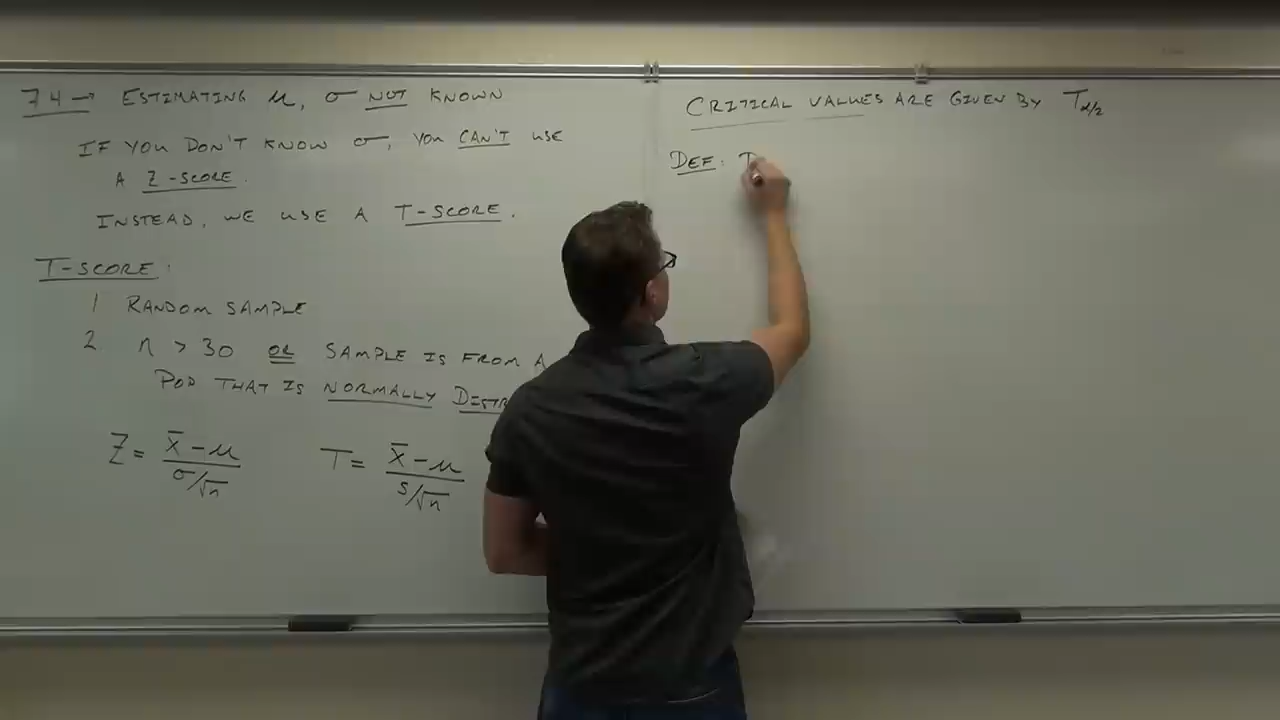 7.4 → ESTIMATING μ, σ NOT KNOWN
IF YOU DON'T KNOW σ, YOU CAN'T USE
A Z-SCORE.
INSTEAD, WE USE A T-SCORE.
T-SCORE:
1 RANDOM SAMPLE
2 n > 30 OR SAMPLE IS FROM A
POP THAT IS NORMALLY DISTR
Z = x̄ - μ / σ/√n T = x̄ - μ / s/√n
CRITICAL VALUES ARE GIVEN BY T α/2
DEF: